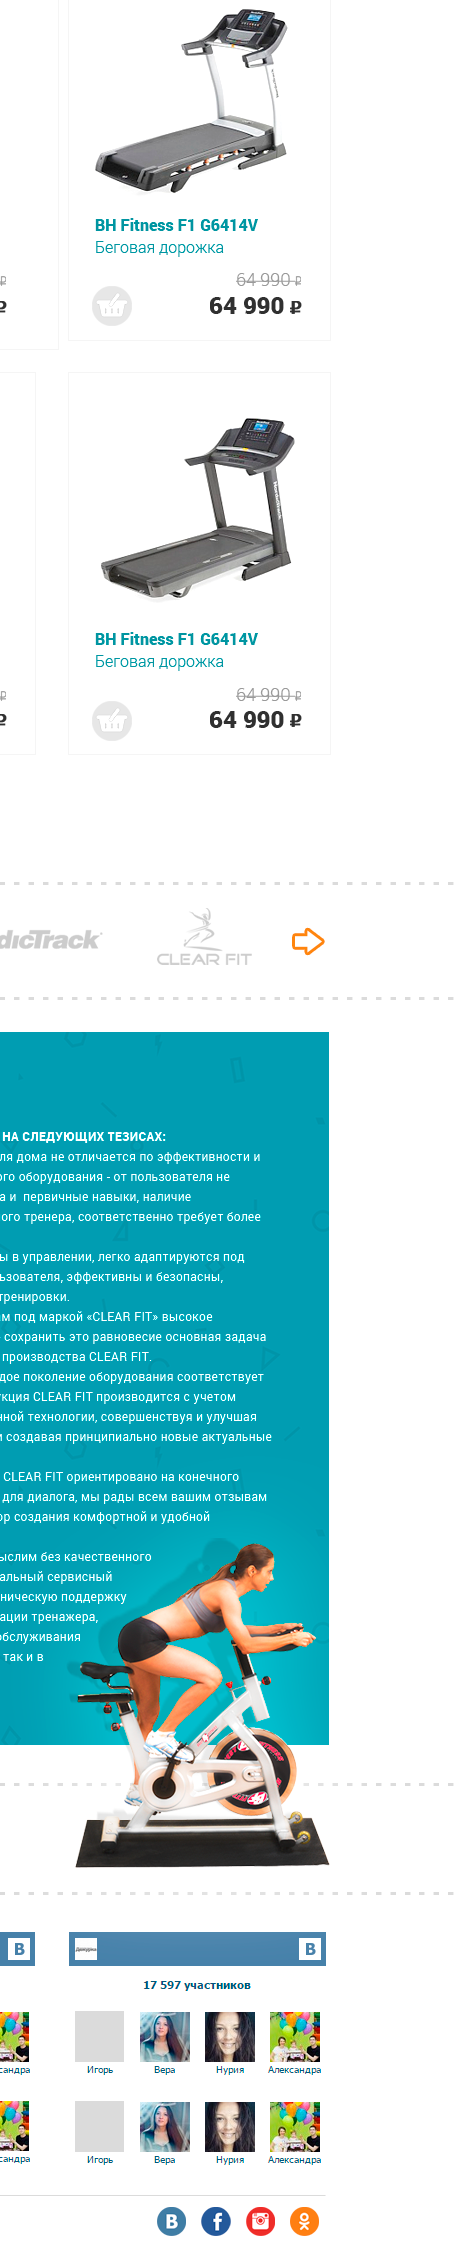 BH Fitness F1 G6414V
Беговая дорожка
64 990 ₽
₽
64 990 ₽
₽
NordicTrack
BH Fitness F1 G6414V
Беговая дорожка
64 990 ₽
₽
64 990 ₽
₽
dicTrack
CLEAR FIT
НА СЛЕДУЮЩИХ ТЕЗИСАХ:
ля дома не отличается по эффективности и
ого оборудования - от пользователя не
а и первичные навыки, наличие
ого тренера, соответственно требует более
ы в управлении, легко адаптируются под
ьзователя, эффективны и безопасны,
тренировки.
ам под маркой «CLEAR FIT» высокое
сохранить это равновесие основная задача
производства CLEAR FIT.
дое поколение оборудования соответствует
укция CLEAR FIT производится с учетом
нной технологии, совершенствуя и улучшая
и создавая принципиально новые актуальные
CLEAR FIT ориентировано на конечного
для диалога, мы рады всем вашим отзывам
ор создания комфортной и удобной
ыслим без качественного
альный сервисный
ническую поддержку
ации тренажера,
обслуживания
так и в
B
B
17 597 участников
сандра
Игорь
Вера
Нурия
Александра
сандра
Игорь
Вера
Нурия
Александра
B
f